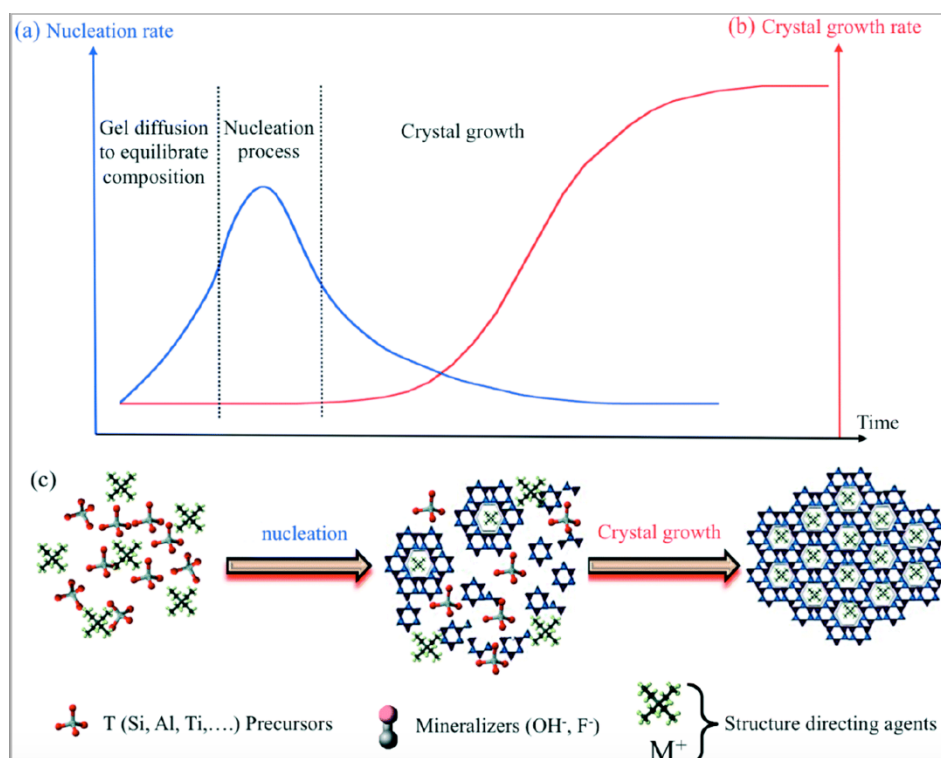 (a) Nucleation rate
(b) Crystal growth rate
Gel diffusion
to equilibrate
composition
Nucleation
process
Crystal growth
Time
(c)
nucleation
Crystal growth
T (Si, Al, Ti,....) Precursors
Mineralizers (OH⁻, F⁻)
M⁺
Structure directing agents